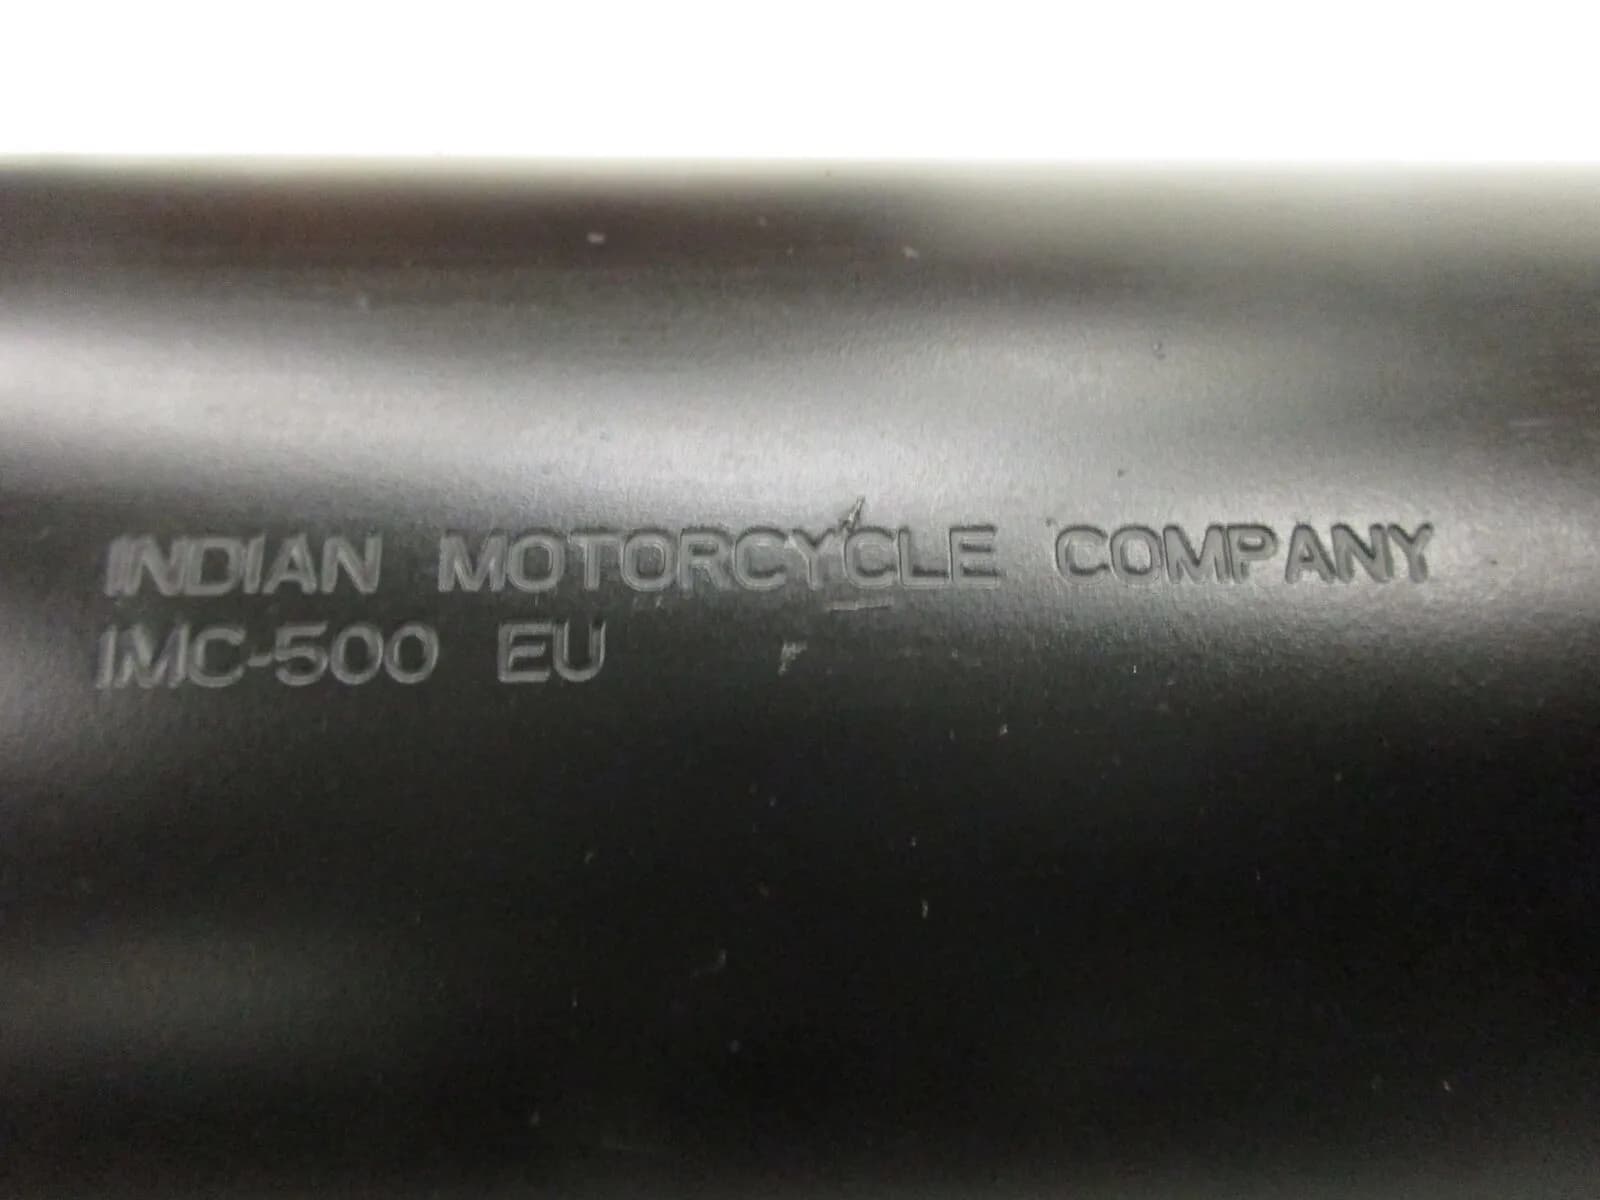 INDIAN MOTORCYCLE COMPANY
IMC-500 EU